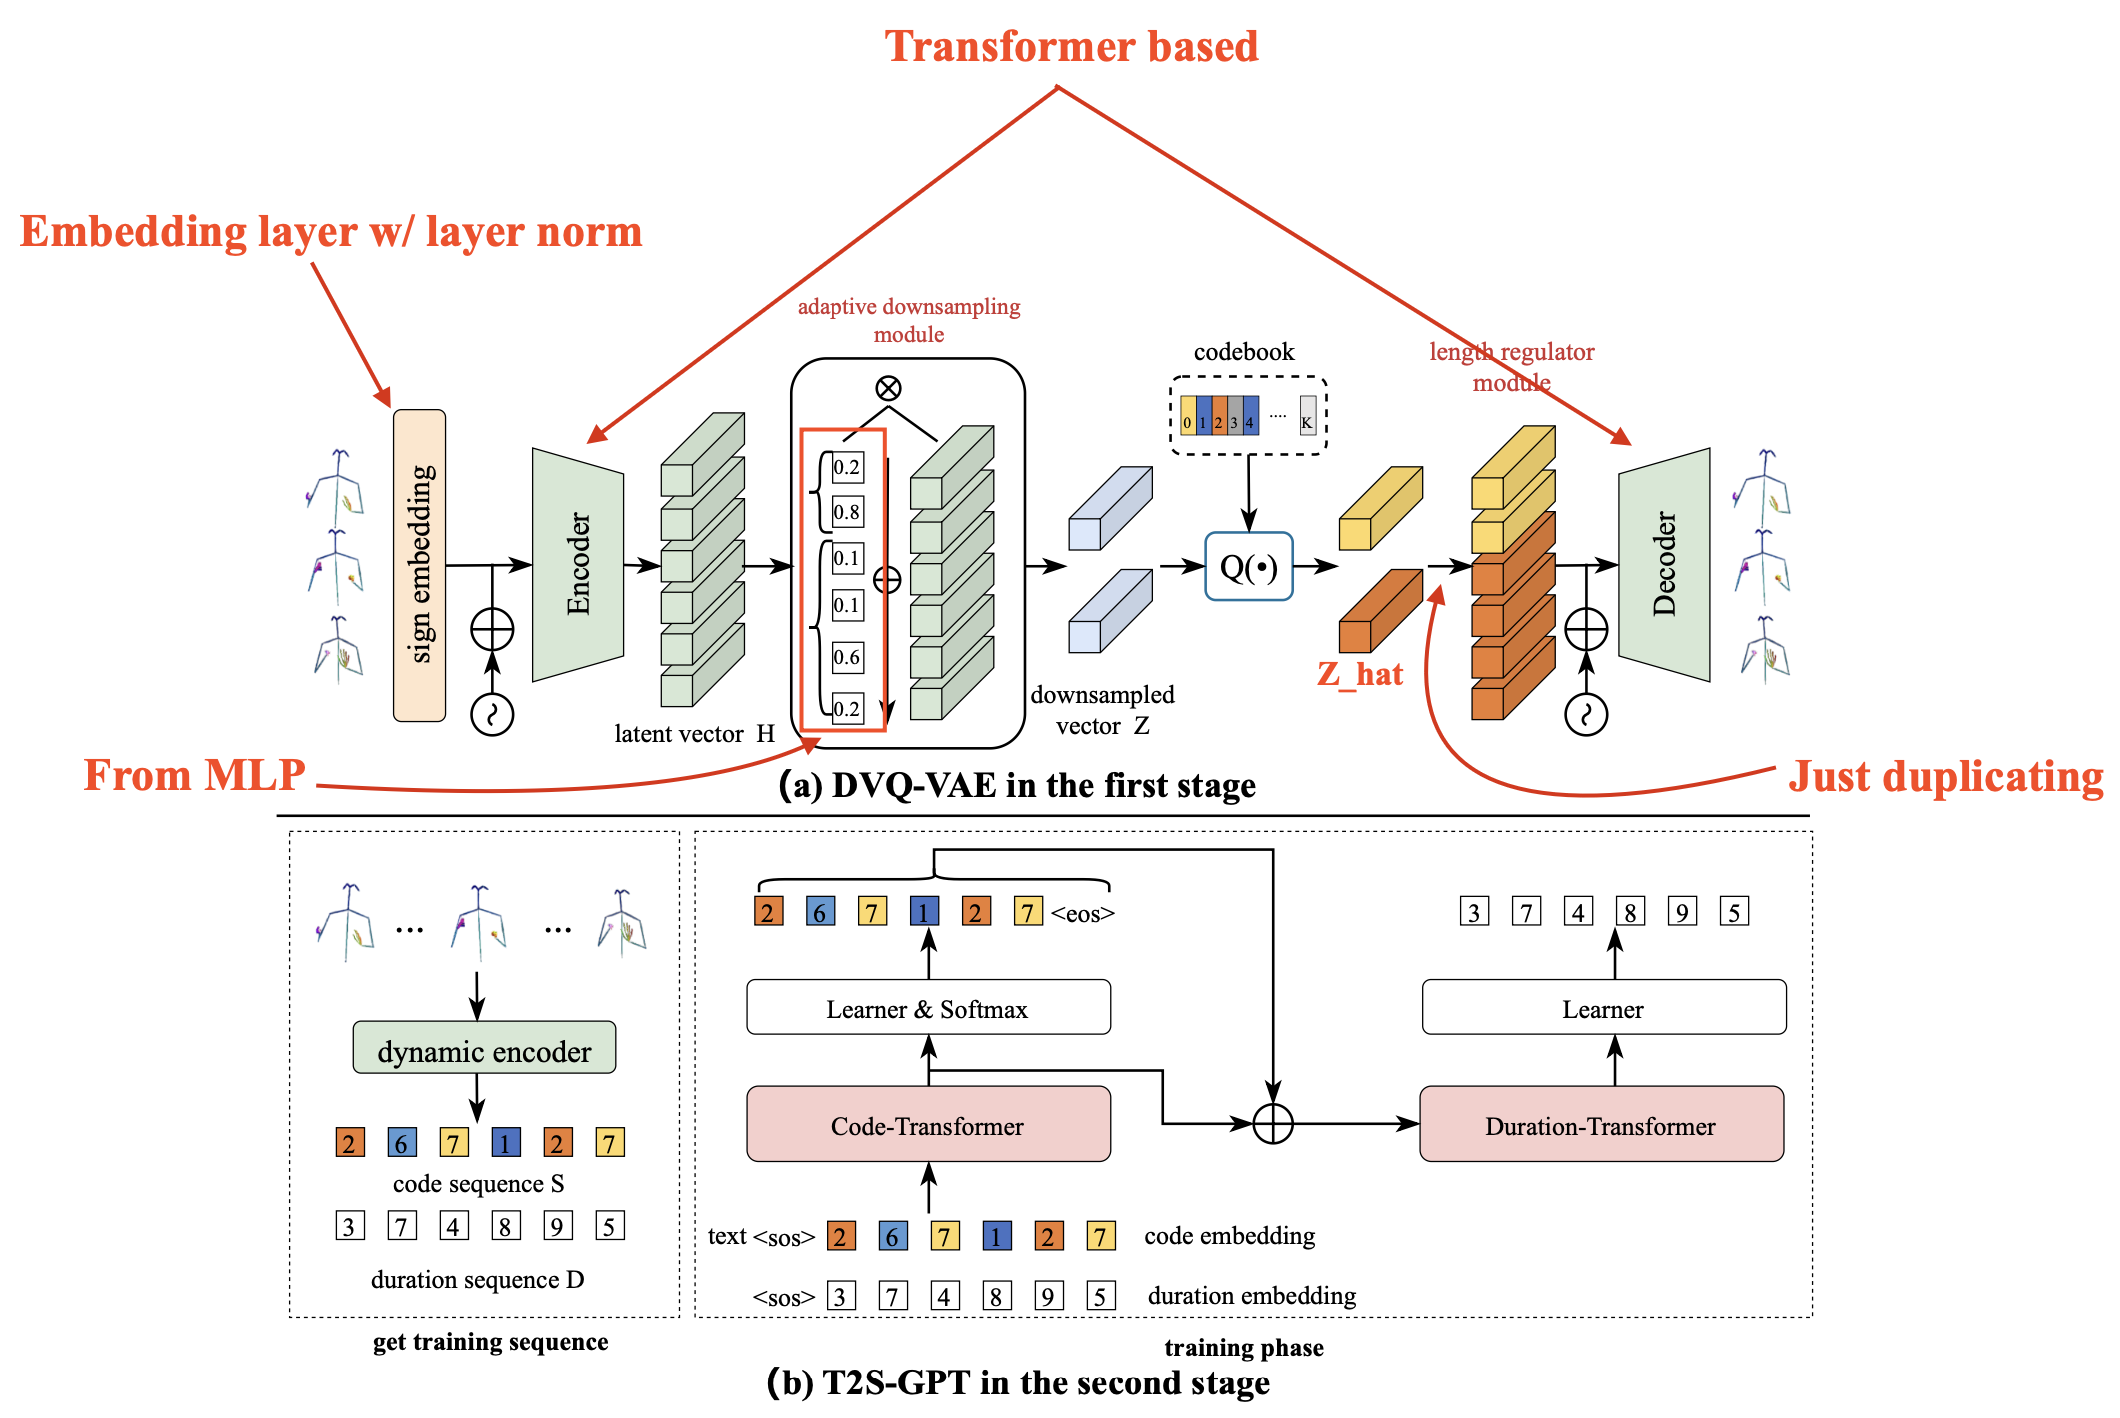 Transformer based
Embedding layer w/ layer norm
adaptive downsampling
module
codebook
length regulator
module
0 1 2 3 4 .... K
sign embedding
Encoder
0.2
0.8
0.1
0.1
0.6
0.2
Q(•)
Decoder
Z_hat
latent vector H
downsampled
vector Z
From MLP
Just duplicating
(a) DVQ-VAE in the first stage
... ...
dynamic encoder
2 6 7 1 2 7
code sequence S
3 7 4 8 9 5
duration sequence D
get training sequence
2 6 7 1 2 7 <eos>
Learner & Softmax
Code-Transformer
text <sos> 2 6 7 1 2 7 code embedding
<sos> 3 7 4 8 9 5 duration embedding
3 7 4 8 9 5
Learner
Duration-Transformer
training phase
(b) T2S-GPT in the second stage